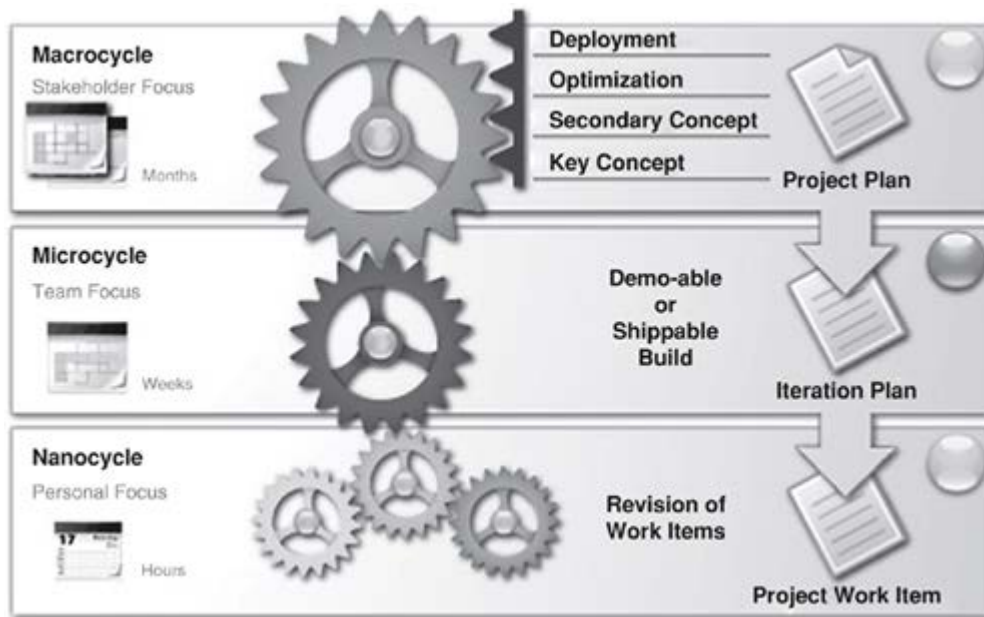 Macrocycle
Stakeholder Focus
Months
Deployment
Optimization
Secondary Concept
Key Concept
Project Plan
Microcycle
Team Focus
Weeks
Demo-able
or
Shippable
Build
Iteration Plan
Nanocycle
Personal Focus
17
Hours
Revision of
Work Items
Project Work Item